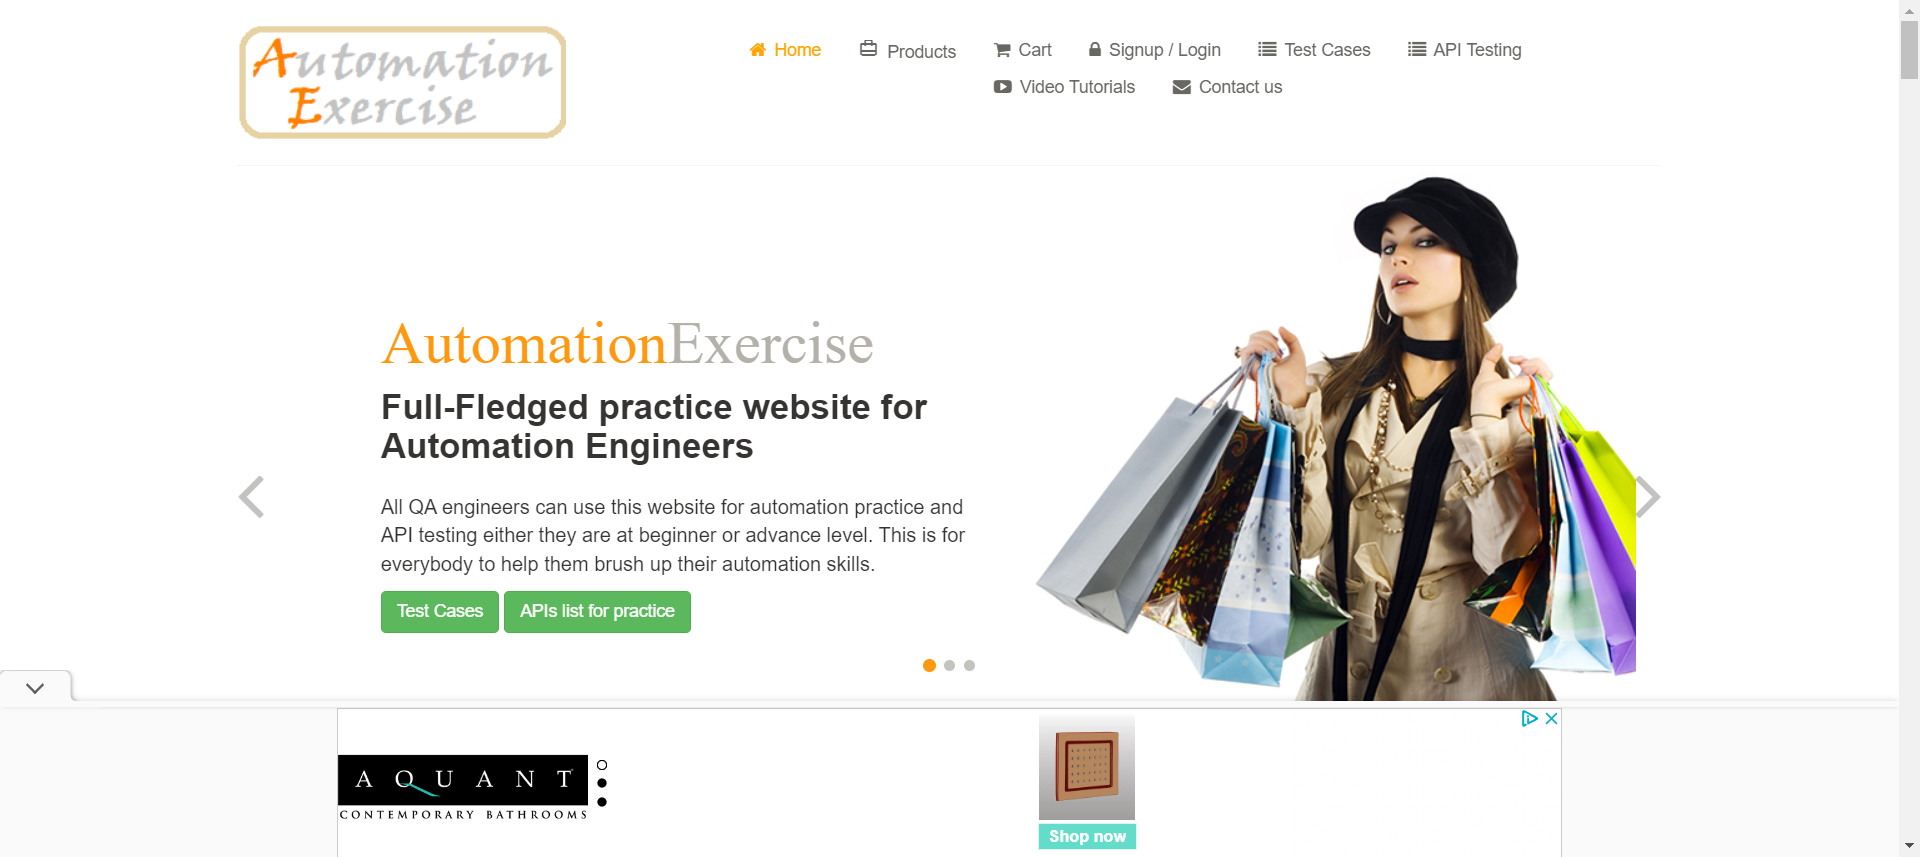 Automation
Exercise
Home
Products
Cart
Signup / Login
Test Cases
API Testing
Video Tutorials
Contact us
AutomationExercise
Full-Fledged practice website for
Automation Engineers
All QA engineers can use this website for automation practice and
API testing either they are at beginner or advance level. This is for
everybody to help them brush up their automation skills.
Test Cases
APIs list for practice
AQUANT
CONTEMPORARY BATHROOMS
Shop now